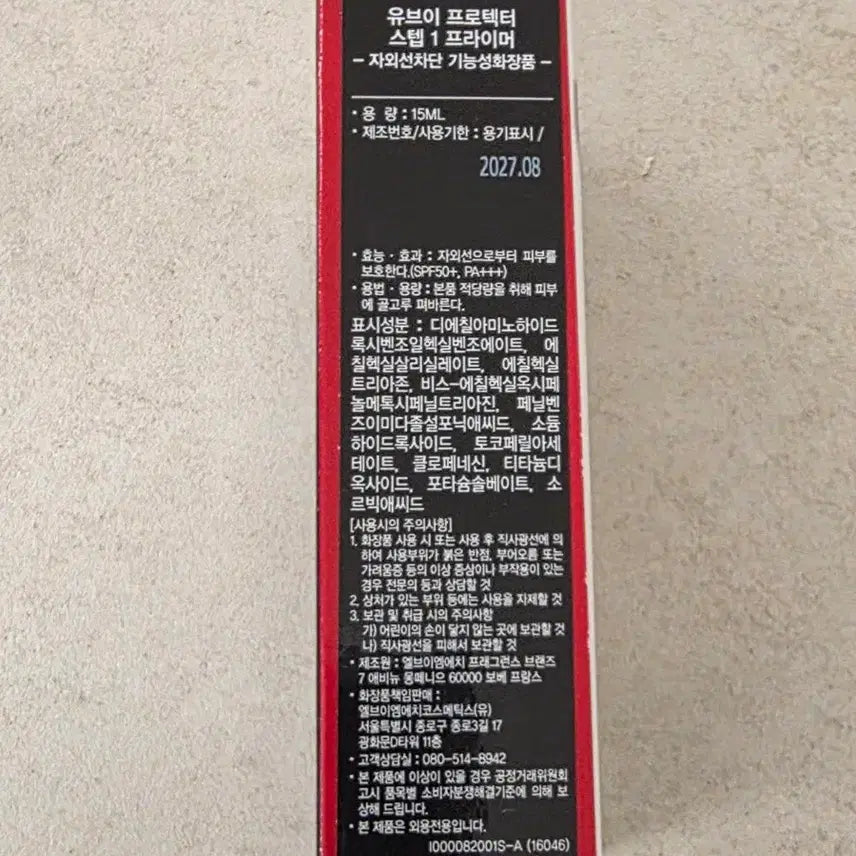 유브이 프로텍터
스텝 1 프라이머
- 자외선차단 기능성화장품 -
• 용 량 : 15ML
• 제조번호/사용기한 : 용기표시 /
2027.08
• 효능 · 효과 : 자외선으로부터 피부를
보호한다.(SPF50+, PA+++)
• 용법 · 용량 : 본품 적당량을 취해 피부
에 골고루 펴바른다.
표시성분 : 디에칠아미노하이드
록시벤조일헥실벤조에이트, 에
칠헥실살리실레이트, 에칠헥실
트리아존, 비스-에칠헥실옥시페
놀메톡시페닐트리아진, 페닐벤
즈이미다졸설포닉애씨드, 소듐
하이드록사이드, 토코페릴아세
테이트, 클로페네신, 티타늄디
옥사이드, 포타슘솔베이트, 소
르빅애씨드
[사용시의 주의사항]
1. 화장품 사용 시 또는 사용 후 직사광선에 의
하여 사용부위가 붉은 반점, 부어오름 또는
가려움증 등의 이상 증상이나 부작용이 있는
경우 전문의 등과 상담할 것
2. 상처가 있는 부위 등에는 사용을 자제할 것
3. 보관 및 취급 시의 주의사항
가) 어린이의 손이 닿지 않는 곳에 보관할 것
나) 직사광선을 피해서 보관할 것
• 제조원 : 엘브이엠에치 프래그런스 브랜즈
7 애비뉴 몽떼니으 60000 보베 프랑스
• 화장품책임판매 :
엘브이엠에치코스메틱스(유)
서울특별시 종로구 종로3길 17
광화문D타워 11층
• 고객상담실 : 080-514-8942
• 본 제품에 이상이 있을 경우 공정거래위원회
고시 품목별 소비자분쟁해결기준에 의해 보
상해 드립니다.
• 본 제품은 외용전용입니다.
I000082001S-A (16046)